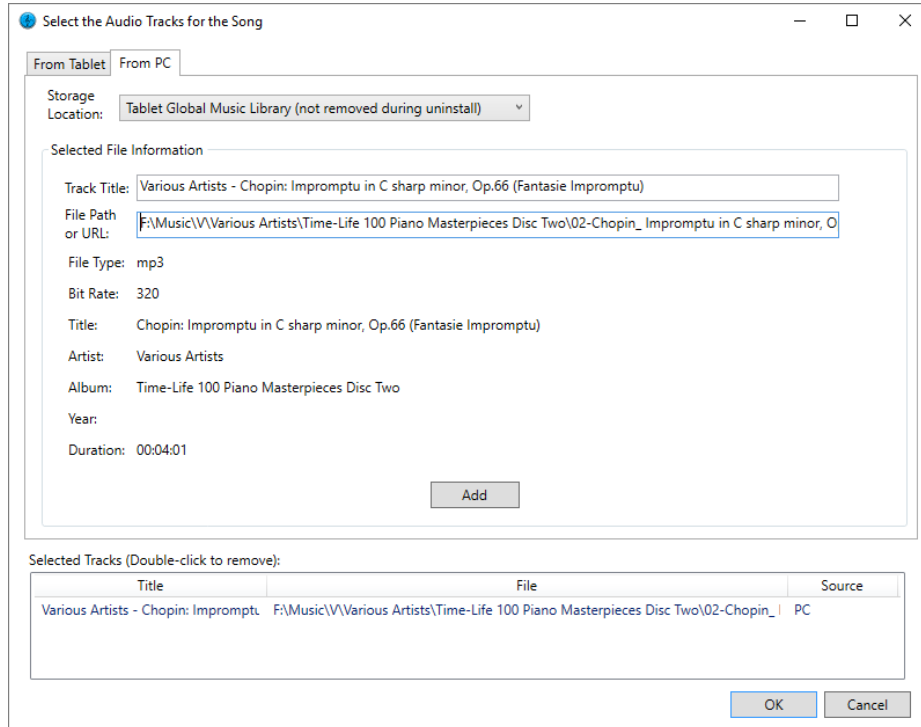 Select the Audio Tracks for the Song
From Tablet From PC
Storage
Location:
Tablet Global Music Library (not removed during uninstall)
Selected File Information
Track Title: Various Artists - Chopin: Impromptu in C sharp minor, Op.66 (Fantasie Impromptu)
File Path
or URL:
F:\Music\V\Various Artists\Time-Life 100 Piano Masterpieces Disc Two\02-Chopin_ Impromptu in C sharp minor, O
File Type: mp3
Bit Rate: 320
Title: Chopin: Impromptu in C sharp minor, Op.66 (Fantasie Impromptu)
Artist: Various Artists
Album: Time-Life 100 Piano Masterpieces Disc Two
Year:
Duration: 00:04:01
Add
Selected Tracks (Double-click to remove):
Title File Source
Various Artists - Chopin: Impromptu F:\Music\V\Various Artists\Time-Life 100 Piano Masterpieces Disc Two\02-Chopin_ PC
OK Cancel